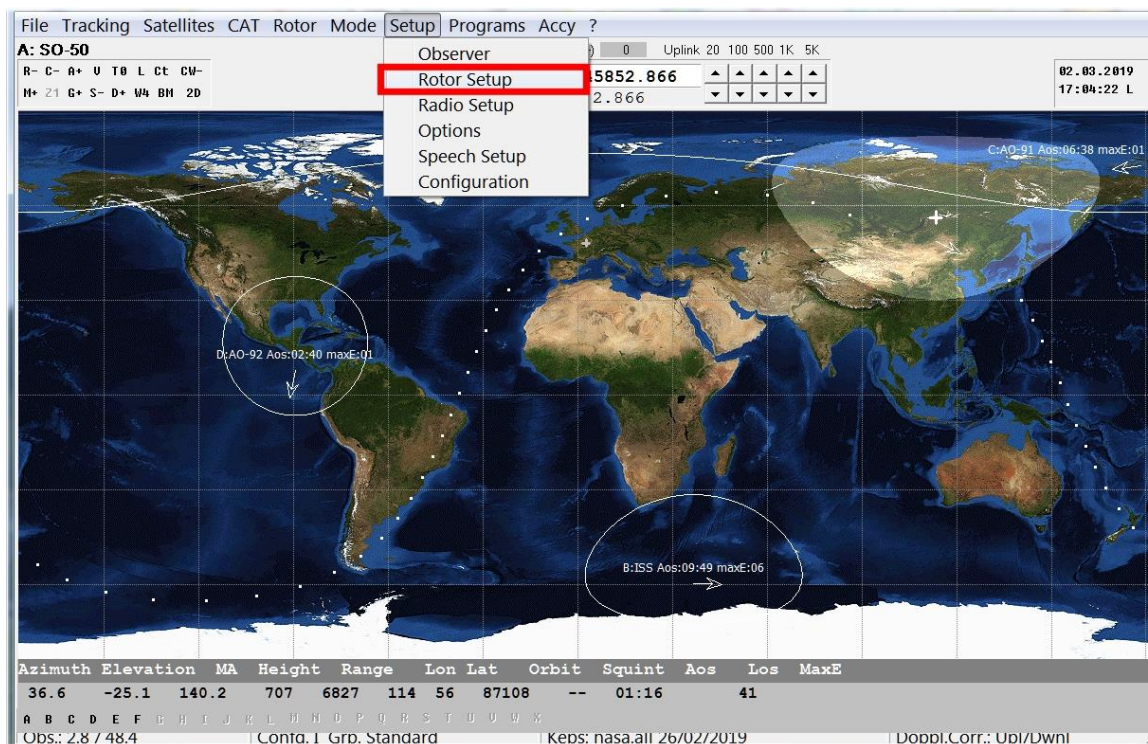 File Tracking Satellites CAT Rotor Mode Setup Programs Accy ?
A: SO-50
0 Uplink 20 100 500 1K 5K
R- C- A+ V T0 L Ct CW-
M+ Z1 G+ S- D+ W4 BM 2D
Observer
Rotor Setup
Radio Setup
Options
Speech Setup
Configuration
5852.866
2.866
02.03.2019
17:04:22 L
C:AO-91 Aos:06:38 maxE:01
D:AO-92 Aos:02:40 maxE:01
B:ISS Aos:09:49 maxE:06
Azimuth Elevation MA Height Range Lon Lat Orbit Squint Aos Los MaxE
36.6 -25.1 140.2 707 6827 114 56 87108 -- 01:16 41
A B C D E F G H I J K L M N O P Q R S T U V W X
Obs.: 2.8 / 48.4 Confd. 1 Grp. Standard Keps: nasa.all 26/02/2019 Doppl.Corr.: Upl/Dwnl